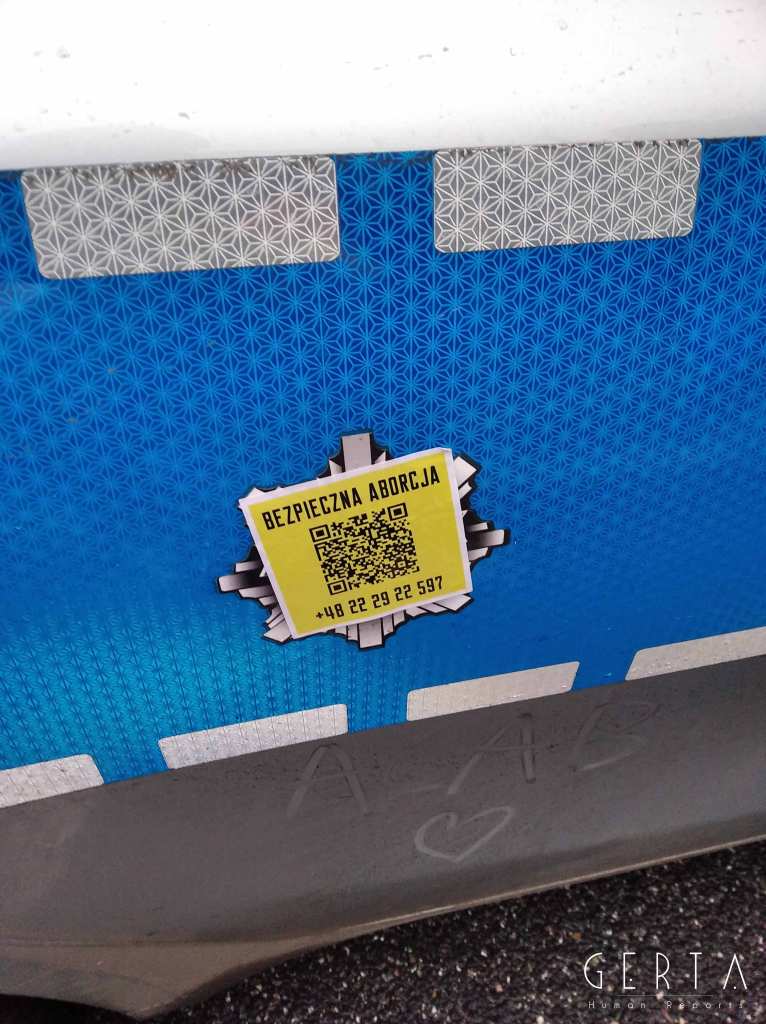 BEZPIECZNA ABORCJA
+48 22 29 22 597
GERTA
Human Reports